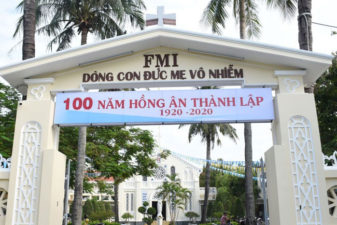 FMI
DÒNG CON ĐỨC MẸ VÔ NHIỄM
100 NĂM HỒNG ÂN THÀNH LẬP
1920 - 2020